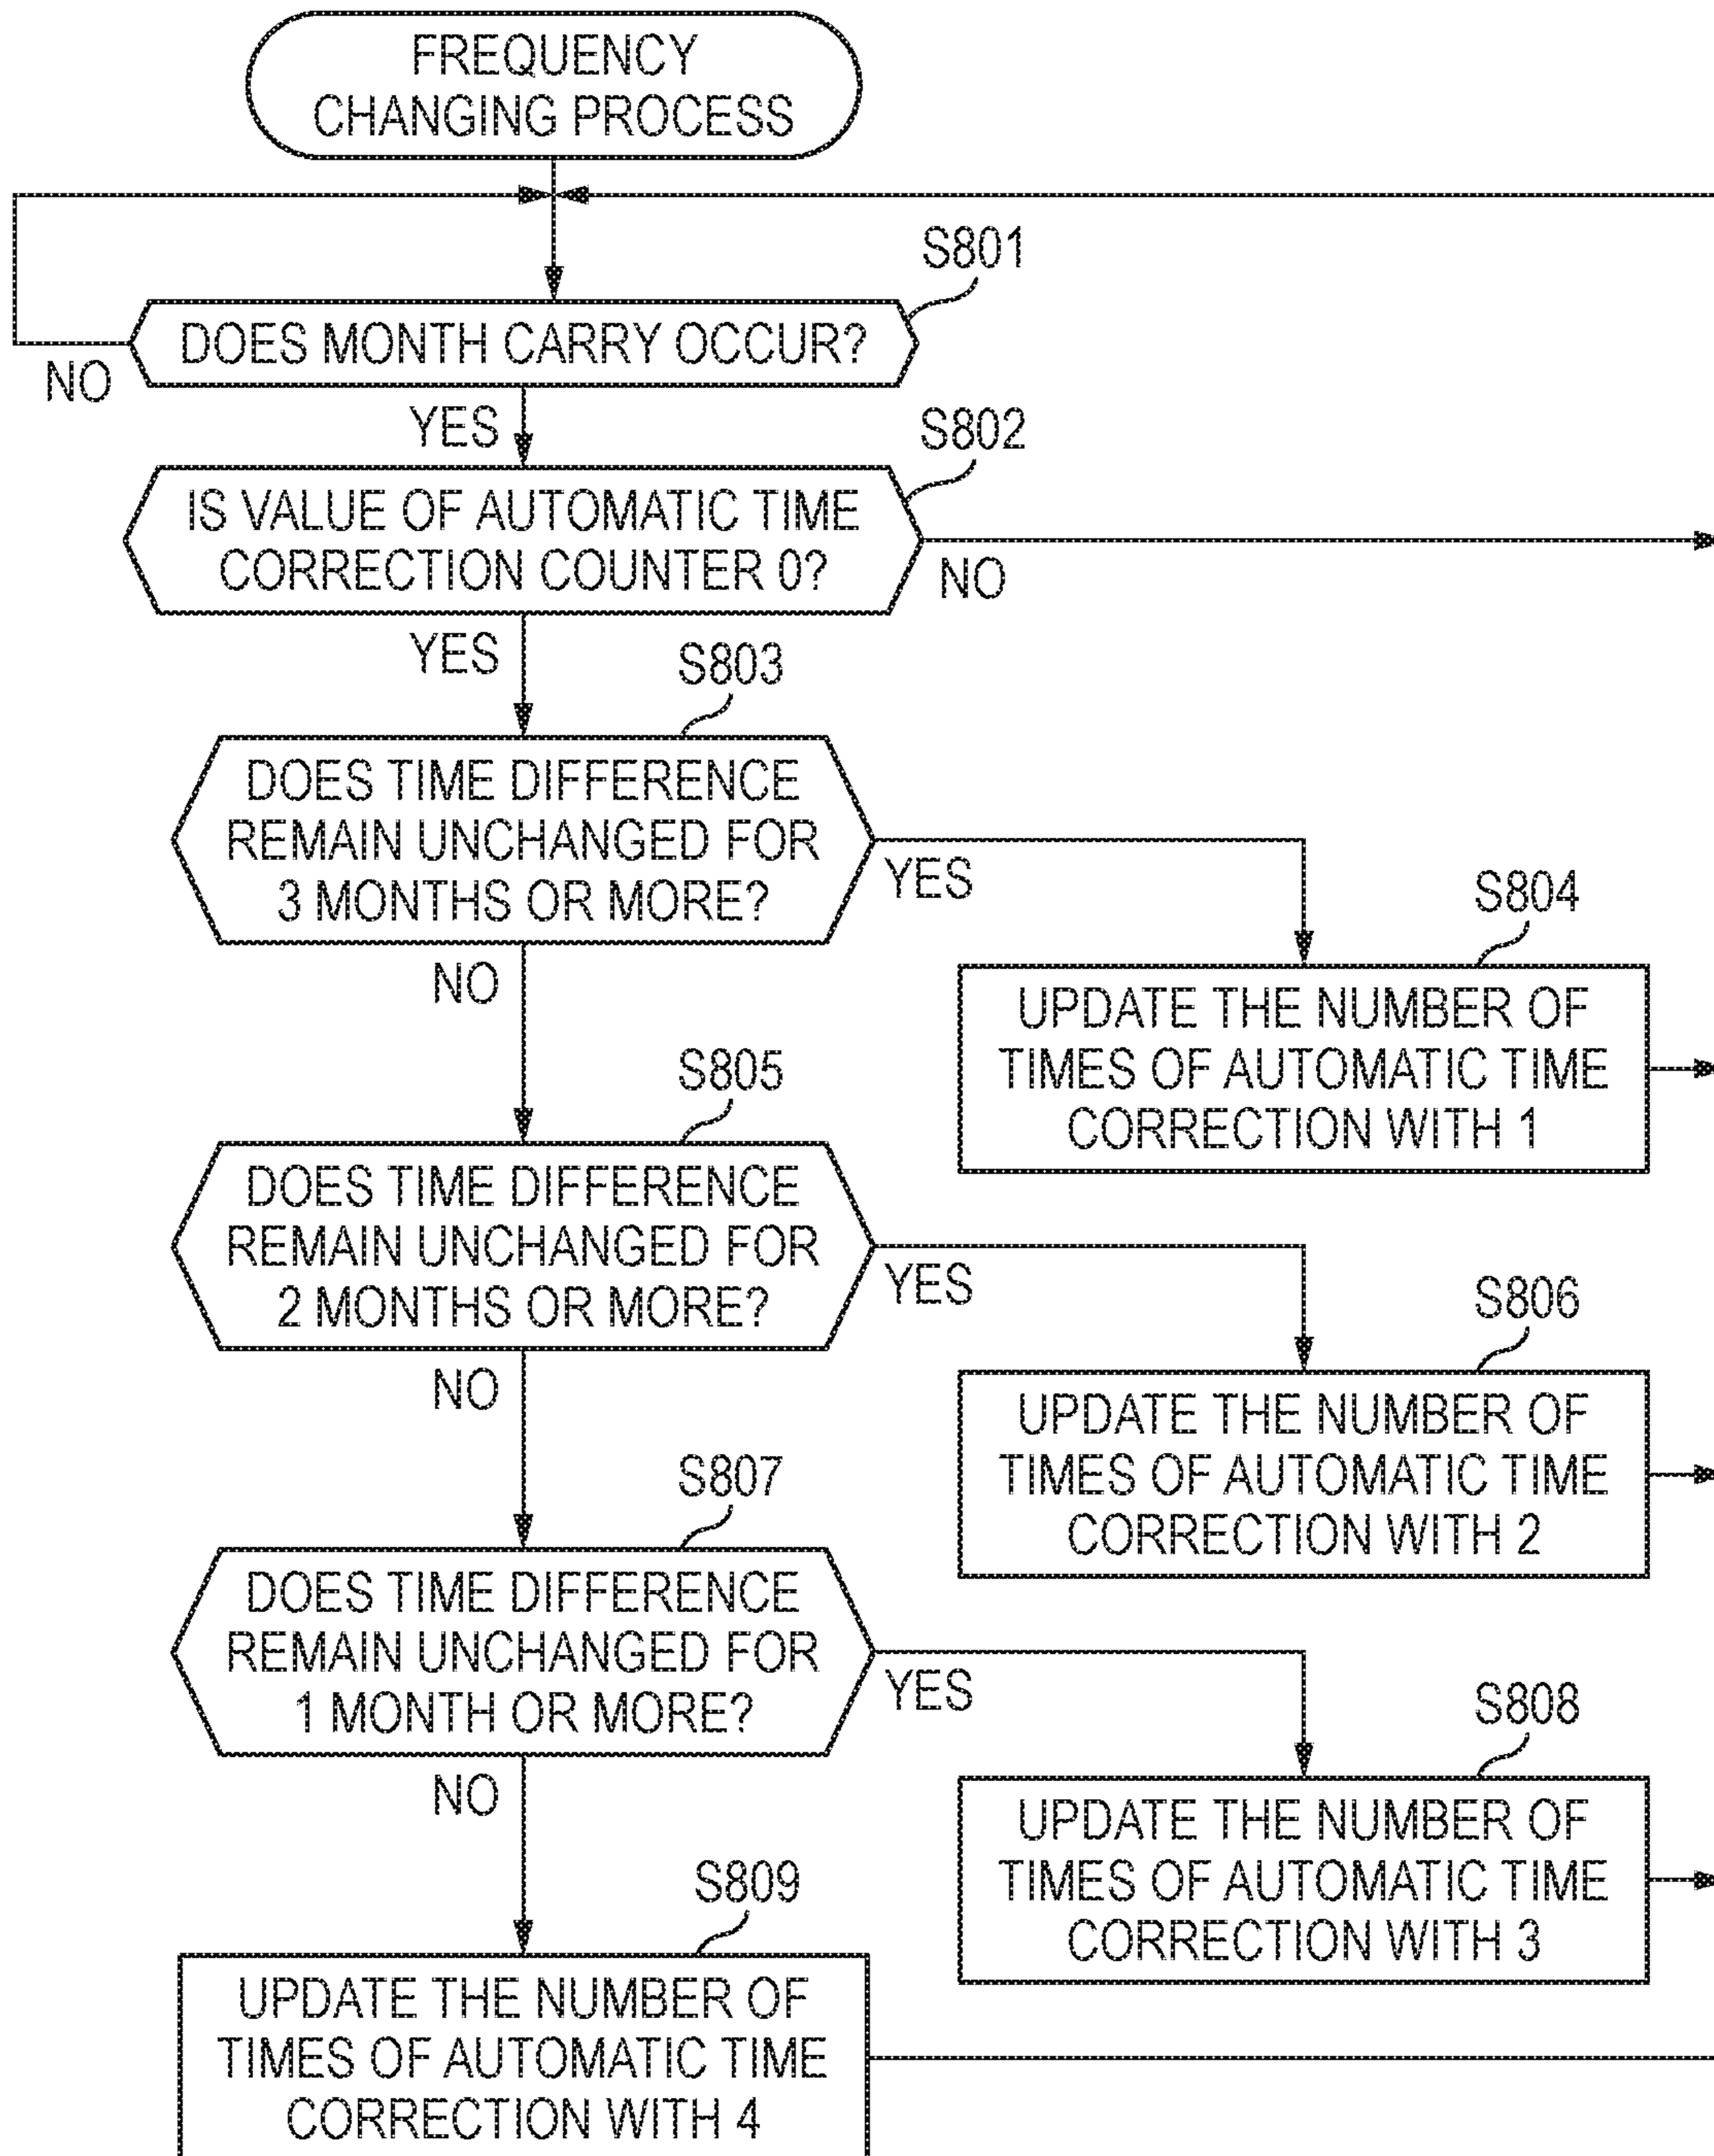 FREQUENCY
CHANGING PROCESS
S801
DOES MONTH CARRY OCCUR?
NO
YES
S802
IS VALUE OF AUTOMATIC TIME
CORRECTION COUNTER 0?
NO
YES
S803
DOES TIME DIFFERENCE
REMAIN UNCHANGED FOR
3 MONTHS OR MORE?
YES
NO
S804
UPDATE THE NUMBER OF
TIMES OF AUTOMATIC TIME
CORRECTION WITH 1
S805
DOES TIME DIFFERENCE
REMAIN UNCHANGED FOR
2 MONTHS OR MORE?
YES
NO
S806
UPDATE THE NUMBER OF
TIMES OF AUTOMATIC TIME
CORRECTION WITH 2
S807
DOES TIME DIFFERENCE
REMAIN UNCHANGED FOR
1 MONTH OR MORE?
YES
NO
S808
UPDATE THE NUMBER OF
TIMES OF AUTOMATIC TIME
CORRECTION WITH 3
S809
UPDATE THE NUMBER OF
TIMES OF AUTOMATIC TIME
CORRECTION WITH 4